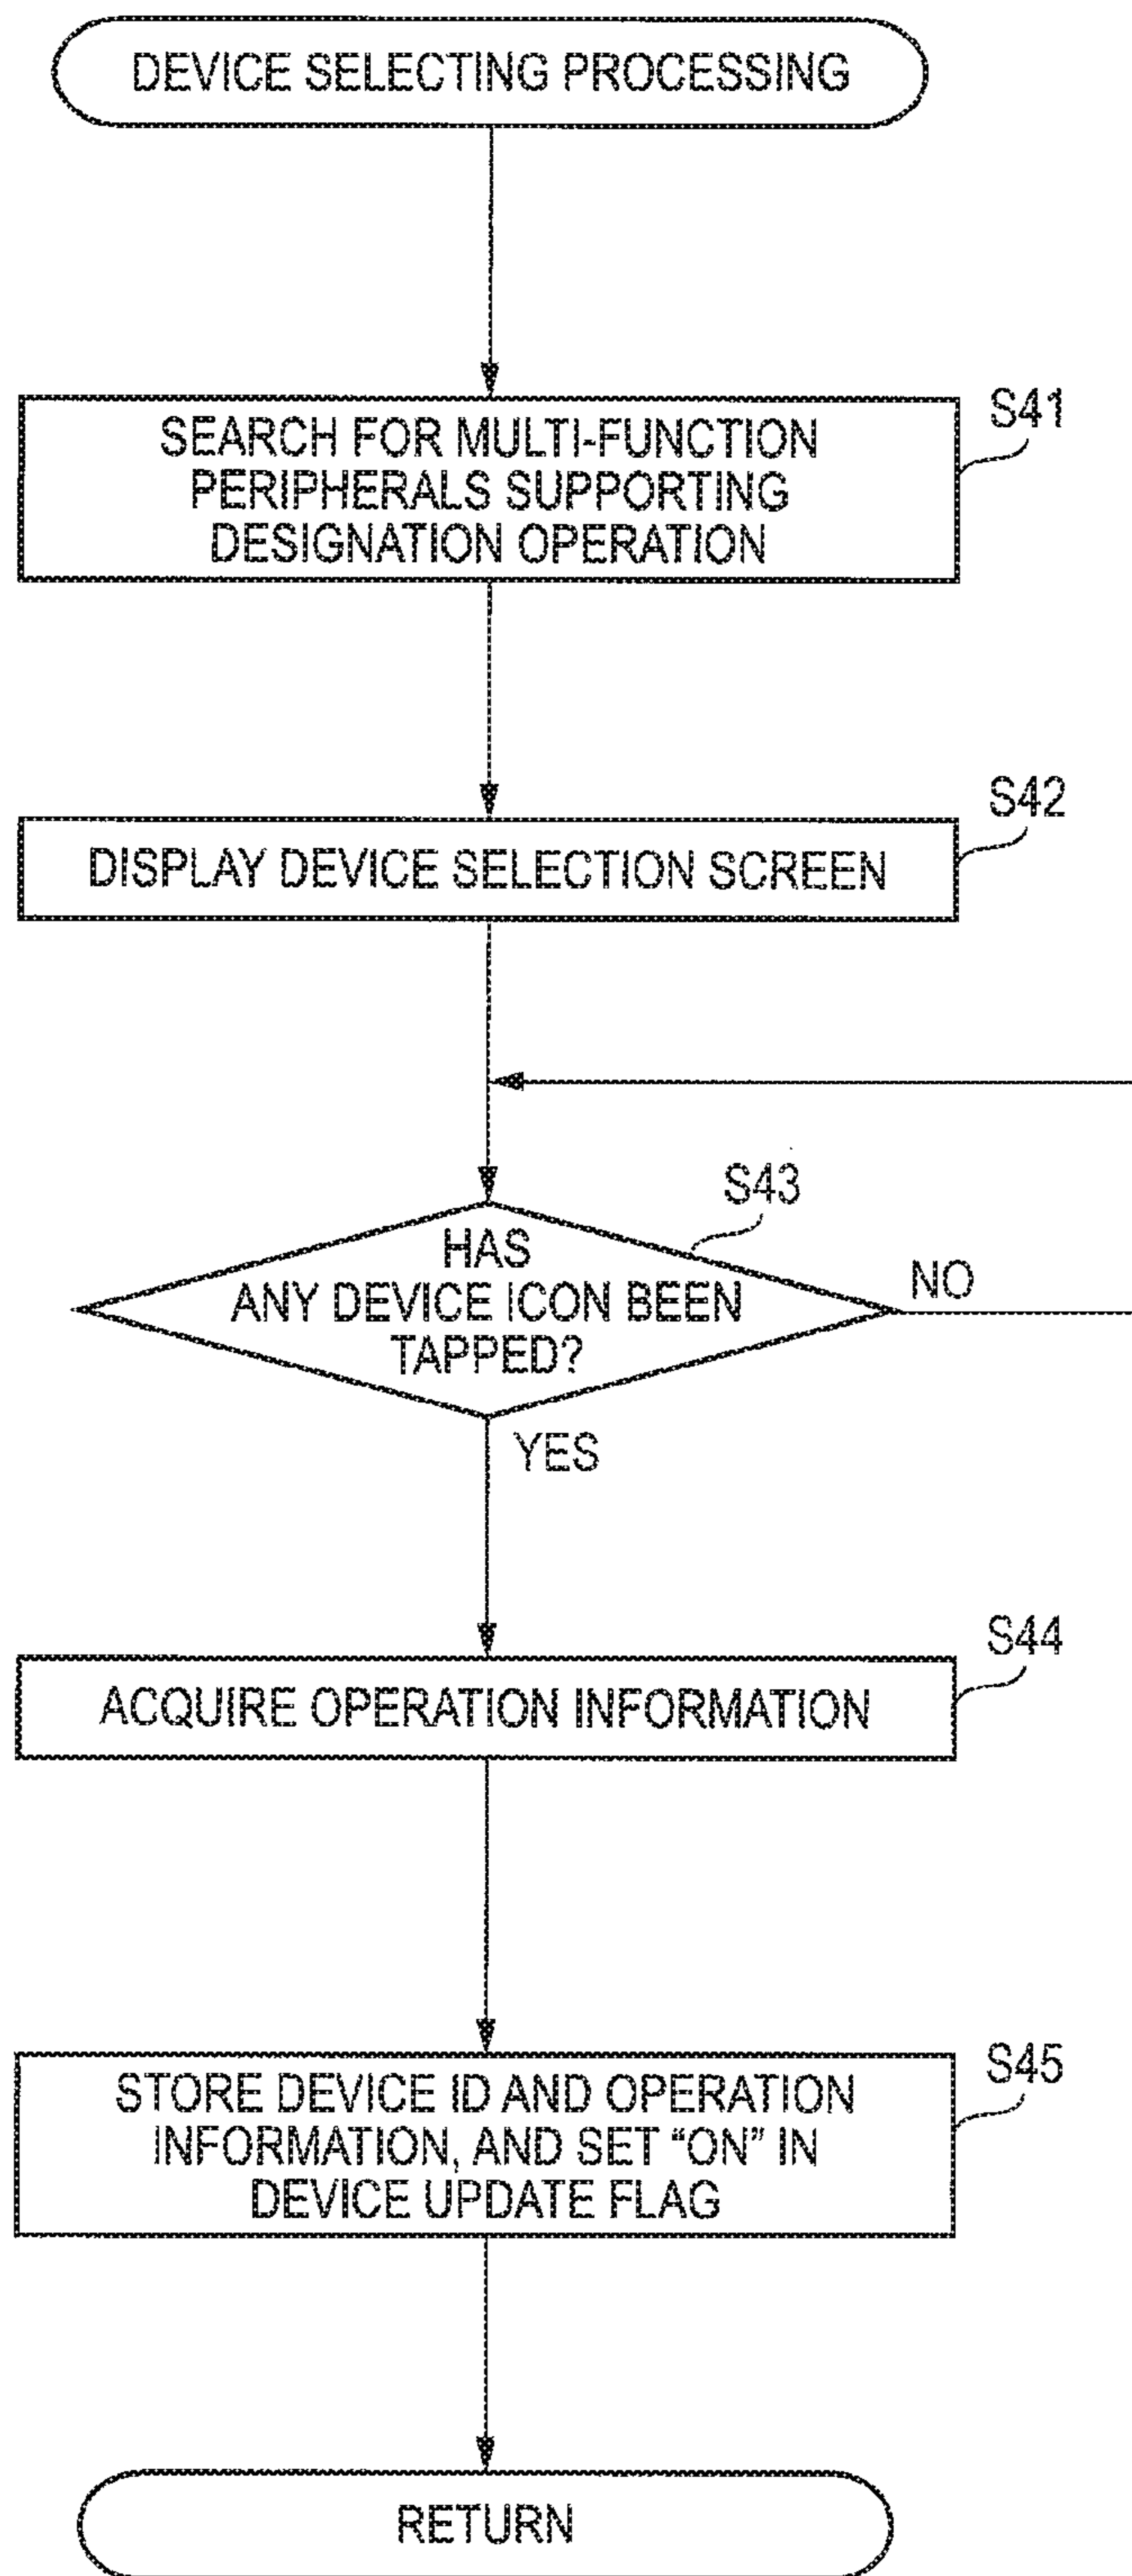 DEVICE SELECTING PROCESSING
S41
SEARCH FOR MULTI-FUNCTION
PERIPHERALS SUPPORTING
DESIGNATION OPERATION
S42
DISPLAY DEVICE SELECTION SCREEN
S43
HAS
ANY DEVICE ICON BEEN
TAPPED?
NO
YES
S44
ACQUIRE OPERATION INFORMATION
S45
STORE DEVICE ID AND OPERATION
INFORMATION, AND SET “ON” IN
DEVICE UPDATE FLAG
RETURN